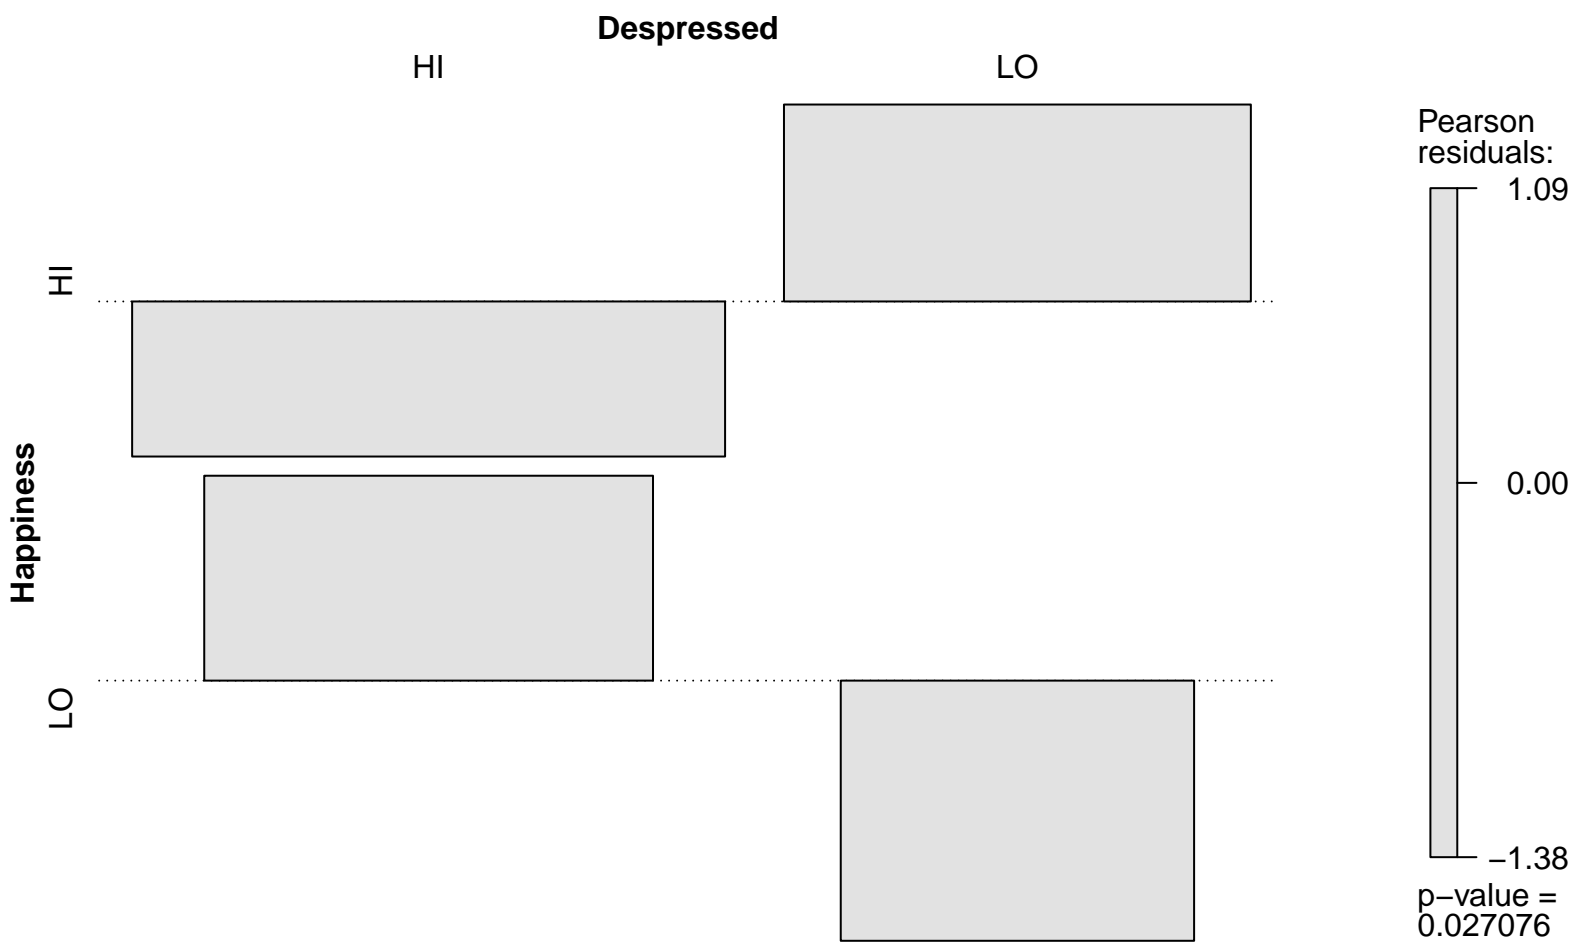 Despressed
HI
LO
Happiness
HI
LO
Pearson
residuals:
1.09
0.00
−1.38
p−value =
0.027076